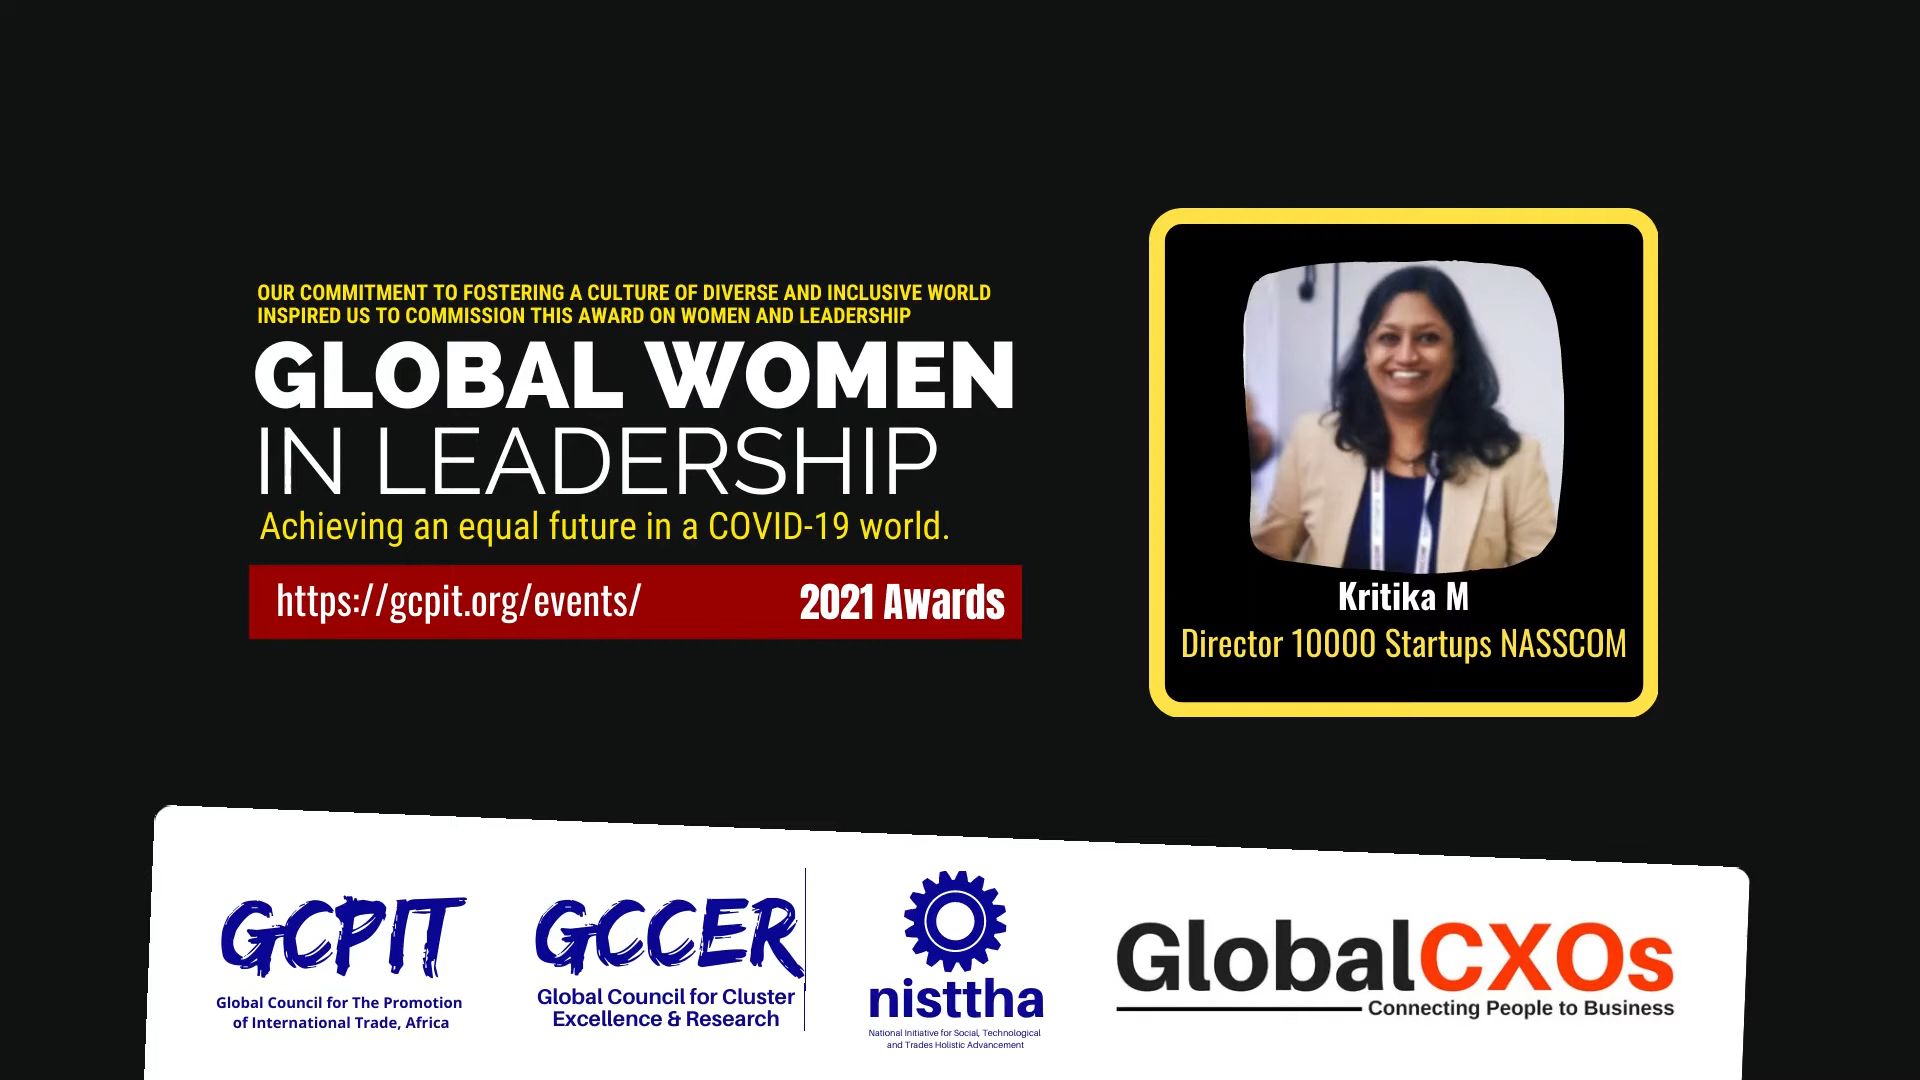 OUR COMMITMENT TO FOSTERING A CULTURE OF DIVERSE AND INCLUSIVE WORLD
INSPIRED US TO COMMISSION THIS AWARD ON WOMEN AND LEADERSHIP
GLOBAL WOMEN
IN LEADERSHIP
Achieving an equal future in a COVID-19 world.
https://gcpit.org/events/ 2021 Awards
Kritika M
Director 10000 Startups NASSCOM
GCPIT
Global Council for The Promotion
of International Trade, Africa
GCCER
Global Council for Cluster
Excellence & Research
nisttha
National Initiative for Social, Technological
and Trades Holistic Advancement
GlobalCXOs
Connecting People to Business